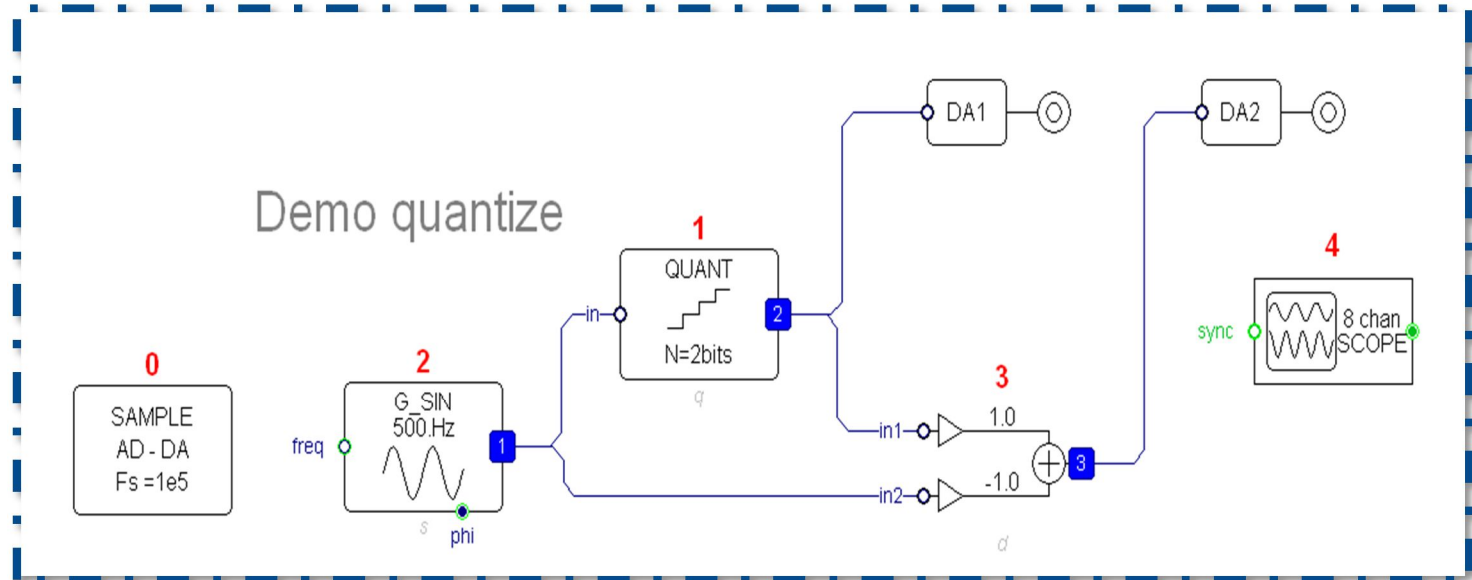 DA1
DA2
Demo quantize
1
QUANT
N=2bits
in
2
q
4
sync
8 chan
SCOPE
0
SAMPLE
AD - DA
Fs =1e5
2
G_SIN
500.Hz
freq
1
s
phi
3
in1
1.0
3
in2
-1.0
d